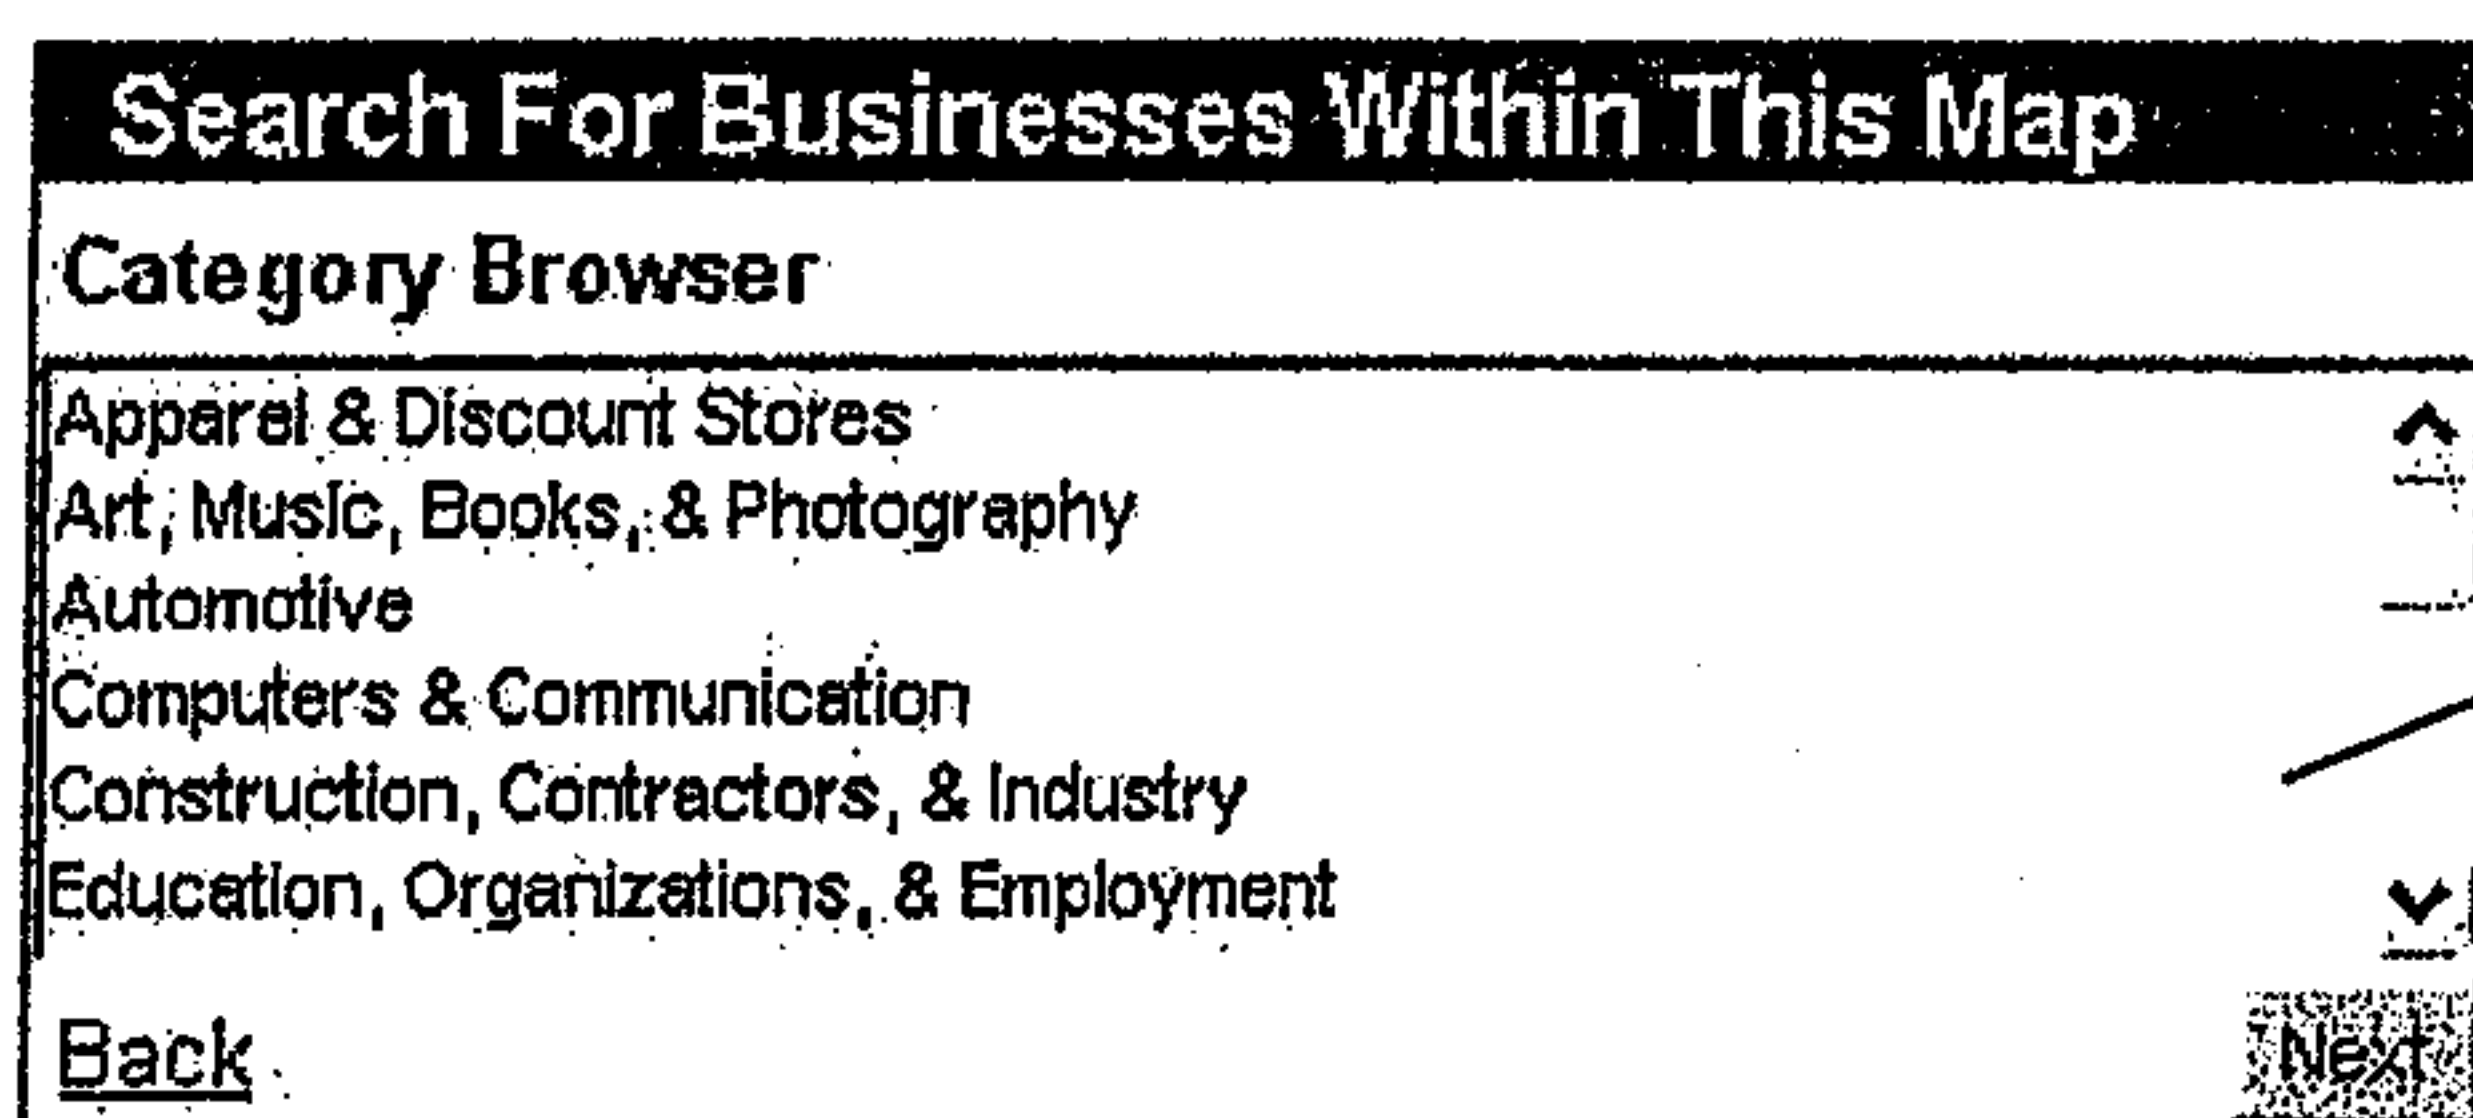 Search For Businesses Within This Map
Category Browser
Apparel & Discount Stores
Art, Music, Books, & Photography
Automotive
Computers & Communication
Construction, Contractors, & Industry
Education, Organizations, & Employment
Back
Next